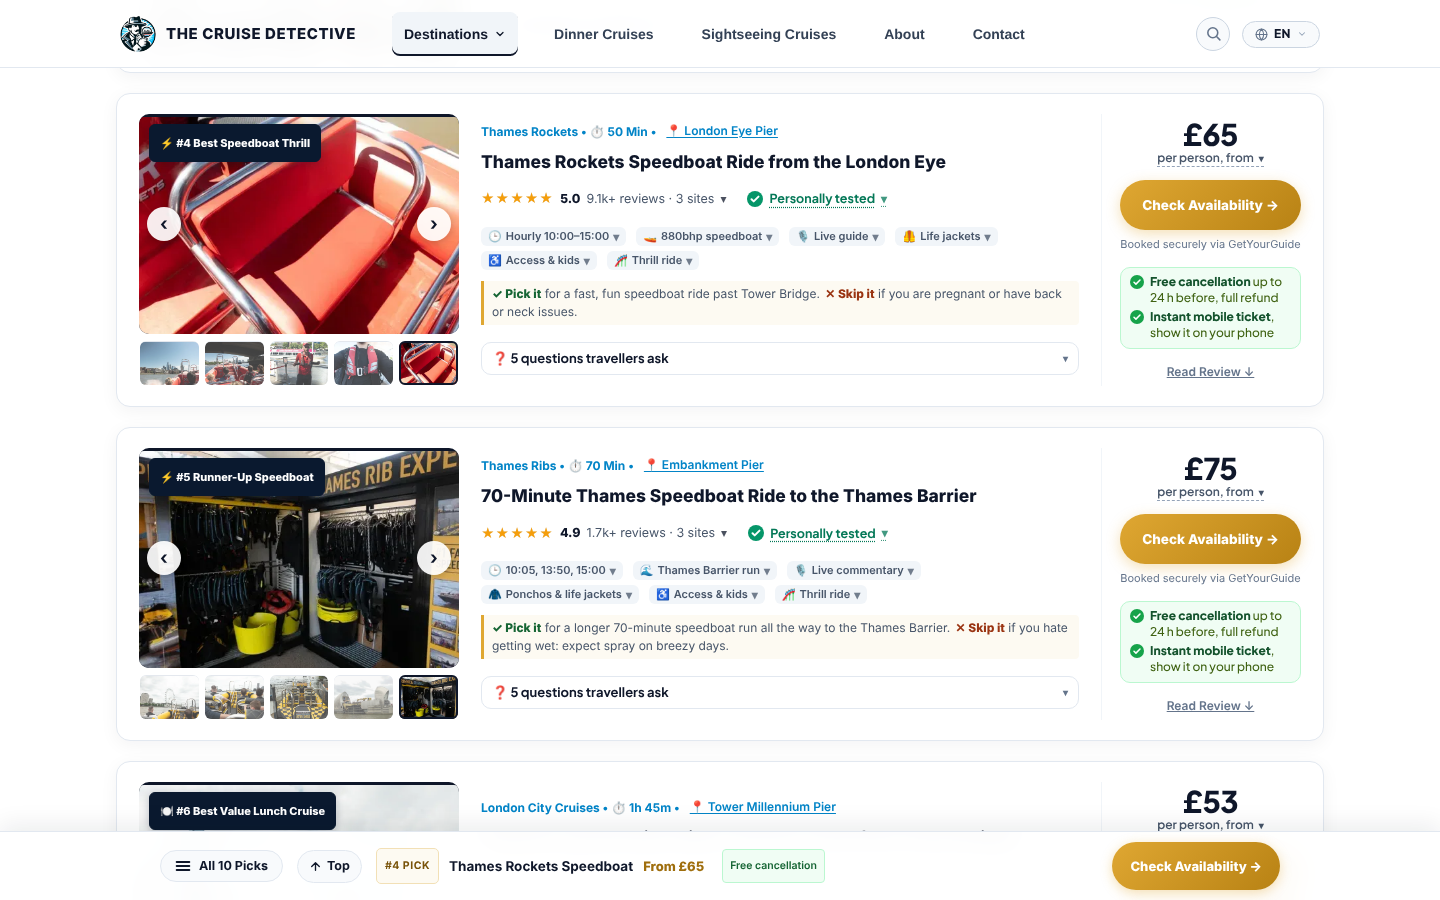 THE CRUISE DETECTIVE
Destinations
Dinner Cruises
Sightseeing Cruises
About
Contact
EN
⚡ #4 Best Speedboat Thrill
Thames Rockets • ⏱ 50 Min • 📍 London Eye Pier
Thames Rockets Speedboat Ride from the London Eye
★★★★★ 5.0 9.1k+ reviews · 3 sites ▾ Personally tested ▾
🕒 Hourly 10:00–15:00 ▾ 🚤 880bhp speedboat ▾ 🎙 Live guide ▾ 🦺 Life jackets ▾
♿ Access & kids ▾ 🎢 Thrill ride ▾
✓ Pick it for a fast, fun speedboat ride past Tower Bridge. ✕ Skip it if you are pregnant or have back
or neck issues.
❓ 5 questions travellers ask ▾
£65
per person, from ▾
Check Availability →
Booked securely via GetYourGuide
Free cancellation up to
24 h before, full refund
Instant mobile ticket,
show it on your phone
Read Review ↓
⚡ #5 Runner-Up Speedboat
AMES RIB EXPE
Thames Ribs • ⏱ 70 Min • 📍 Embankment Pier
70-Minute Thames Speedboat Ride to the Thames Barrier
★★★★★ 4.9 1.7k+ reviews · 3 sites ▾ Personally tested ▾
🕒 10:05, 13:50, 15:00 ▾ 🌊 Thames Barrier run ▾ 🎙 Live commentary ▾
🧥 Ponchos & life jackets ▾ ♿ Access & kids ▾ 🎢 Thrill ride ▾
✓ Pick it for a longer 70-minute speedboat run all the way to the Thames Barrier. ✕ Skip it if you hate
getting wet: expect spray on breezy days.
❓ 5 questions travellers ask ▾
£75
per person, from ▾
Check Availability →
Booked securely via GetYourGuide
Free cancellation up to
24 h before, full refund
Instant mobile ticket,
show it on your phone
Read Review ↓
🍽 #6 Best Value Lunch Cruise
London City Cruises • ⏱ 1h 45m • 📍 Tower Millennium Pier
£53
per person, from ▾
All 10 Picks
↑ Top
#4 PICK
Thames Rockets Speedboat
From £65
Free cancellation
Check Availability →